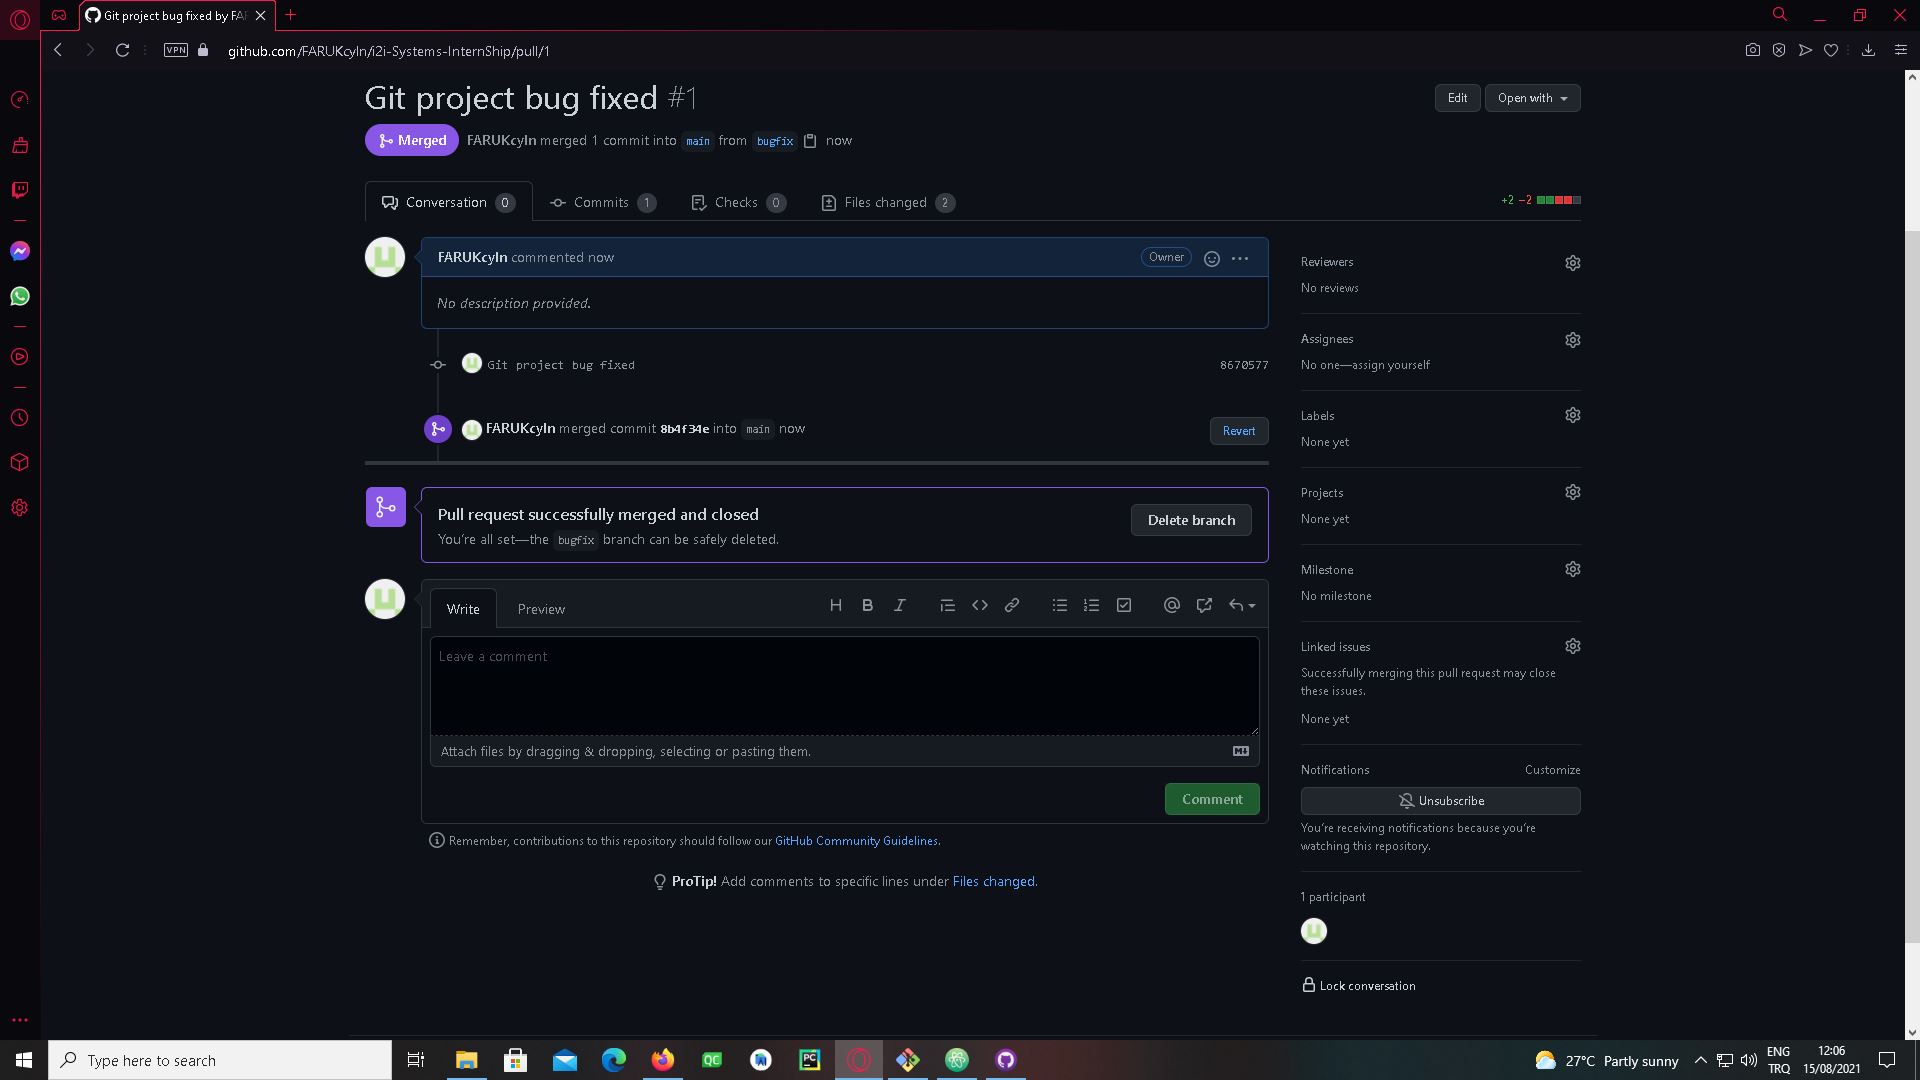 Git project bug fixed by FAR
VPN
github.com/FARUKcyln/i2i-Systems-InternShip/pull/1
Git project bug fixed #1
Edit
Open with
Merged
FARUKcyln merged 1 commit into main from bugfix now
Conversation 0
Commits 1
Checks 0
Files changed 2
+2 −2
FARUKcyln commented now
Owner
No description provided.
Git project bug fixed
8670577
FARUKcyln merged commit 8b4f34e into main now
Revert
Pull request successfully merged and closed
You're all set—the bugfix branch can be safely deleted.
Delete branch
Write
Preview
H B I
Leave a comment
Attach files by dragging & dropping, selecting or pasting them.
Comment
Remember, contributions to this repository should follow our GitHub Community Guidelines.
ProTip! Add comments to specific lines under Files changed.
Reviewers
No reviews
Assignees
No one—assign yourself
Labels
None yet
Projects
None yet
Milestone
No milestone
Linked issues
Successfully merging this pull request may close
these issues.
None yet
Notifications
Customize
Unsubscribe
You're receiving notifications because you're
watching this repository.
1 participant
Lock conversation
Type here to search
QC
PC
27°C Partly sunny
ENG
TRQ
12:06
15/08/2021